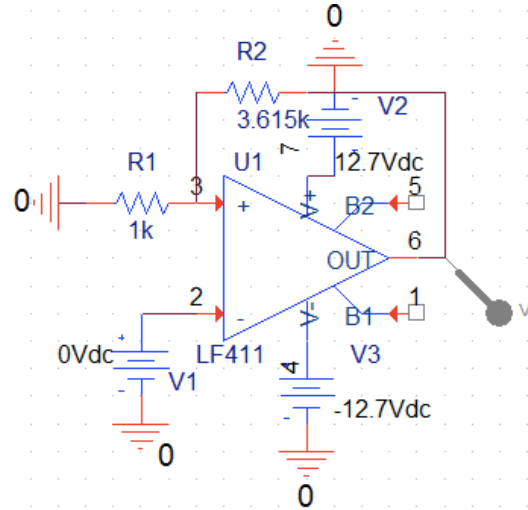 0
R2
3.615k
V2
7
12.7Vdc
R1
U1
0
1k
3
+
V+
B2
5
OUT
6
2
-
V-
B1
1
0Vdc
V1
LF411
4
V3
-12.7Vdc
0
0
V